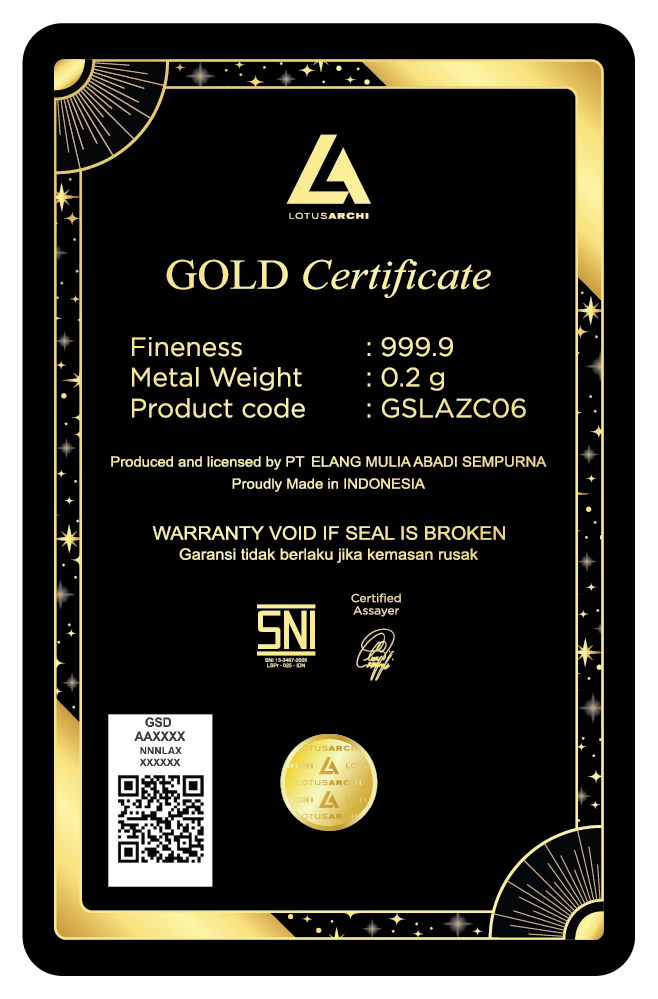 LOTUSARCHI
GOLD Certificate
Fineness : 999.9
Metal Weight : 0.2 g
Product code : GSLAZC06
Produced and licensed by PT ELANG MULIA ABADI SEMPURNA
Proudly Made in INDONESIA
WARRANTY VOID IF SEAL IS BROKEN
Garansi tidak berlaku jika kemasan rusak
SNI
SNI 13-3487-2005
LSPr - 025 - IDN
Certified
Assayer
GSD
AAXXXX
NNNLAX
XXXXXX
OTUSARCH
LOTUSARCHI
OTUSARCH